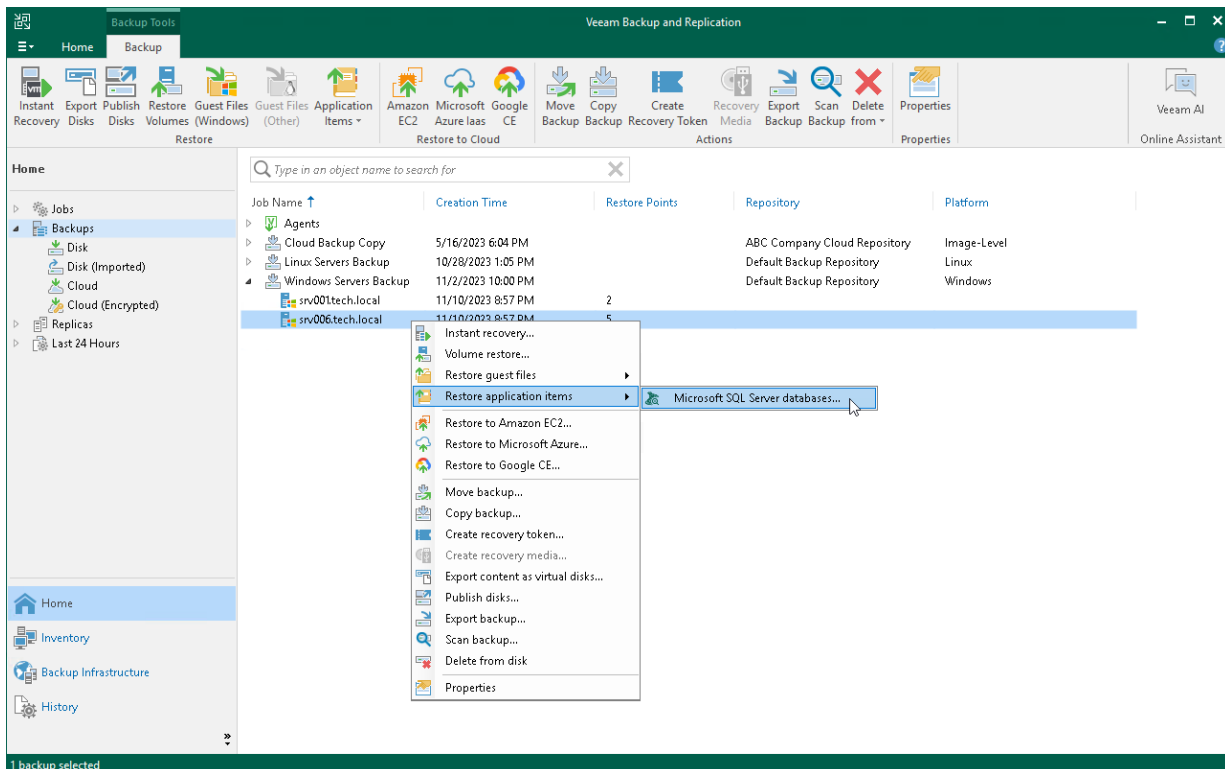 Backup Tools
Veeam Backup and Replication
Home Backup
Instant Recovery
Export Disks
Publish Disks
Restore Volumes
Guest Files (Windows)
Guest Files (Other)
Application Items
Amazon EC2
Microsoft Azure Iaas
Google CE
Move Backup
Copy Backup
Create Recovery Token
Recovery Media
Export Backup
Scan Backup
Delete from
Properties
Veeam AI
Restore
Restore to Cloud
Actions
Properties
Online Assistant
Home
Jobs
Backups
Disk
Disk (Imported)
Cloud
Cloud (Encrypted)
Replicas
Last 24 Hours
Type in an object name to search for
Job Name Creation Time Restore Points Repository Platform
Agents
Cloud Backup Copy 5/16/2023 6:04 PM ABC Company Cloud Repository Image-Level
Linux Servers Backup 10/28/2023 1:05 PM Default Backup Repository Linux
Windows Servers Backup 11/2/2023 10:00 PM Default Backup Repository Windows
srv001.tech.local 11/10/2023 8:57 PM 2
srv006.tech.local 11/10/2023 8:57 PM 5
Instant recovery...
Volume restore...
Restore guest files
Restore application items
Microsoft SQL Server databases...
Restore to Amazon EC2...
Restore to Microsoft Azure...
Restore to Google CE...
Move backup...
Copy backup...
Create recovery token...
Create recovery media...
Export content as virtual disks...
Publish disks...
Export backup...
Scan backup...
Delete from disk
Properties
Home
Inventory
Backup Infrastructure
History
1 backup selected